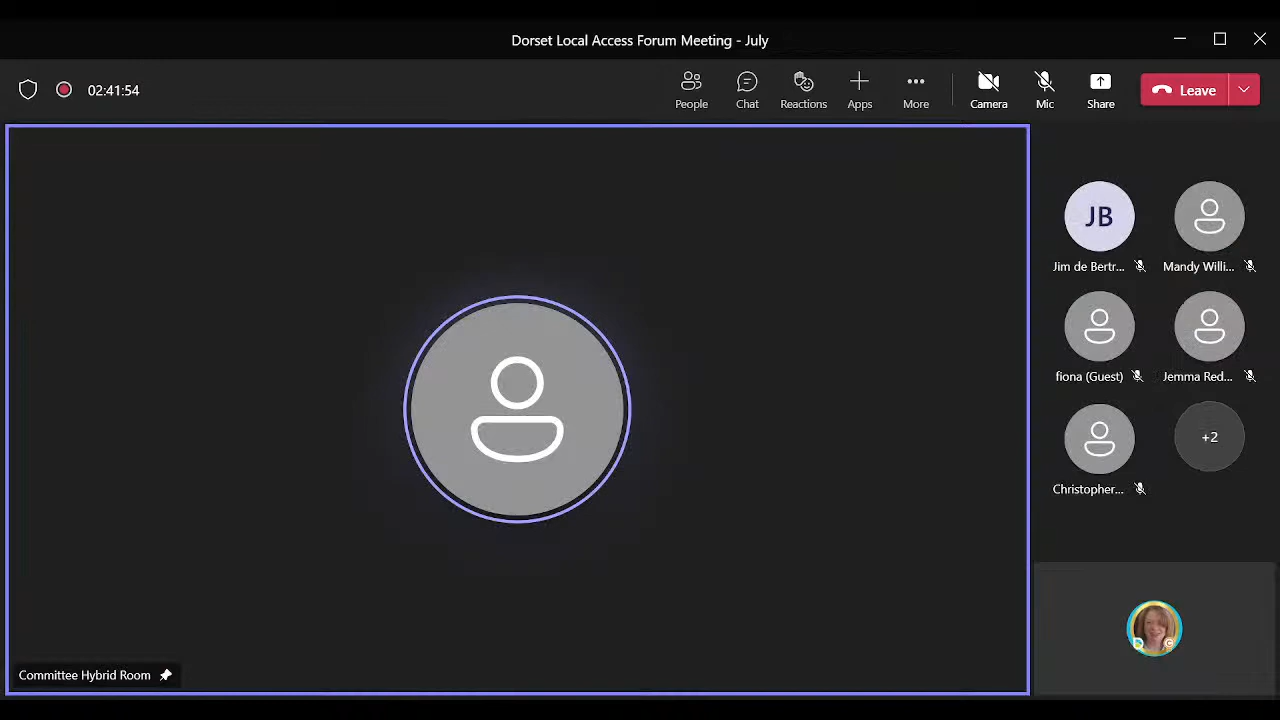 Dorset Local Access Forum Meeting - July
02:41:54
People
Chat
Reactions
Apps
More
Camera
Mic
Share
Leave
JB
Jim de Bertr...
Mandy Willi...
fiona (Guest)
Jemma Red...
Christopher...
+2
Committee Hybrid Room